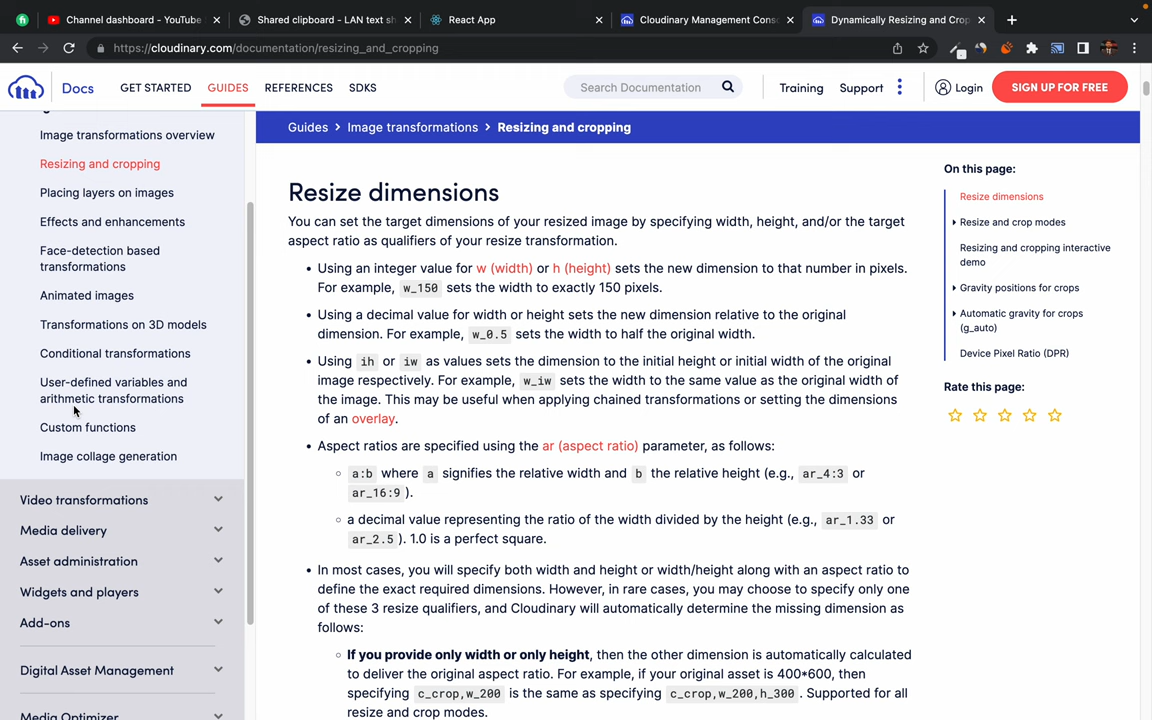 Channel dashboard - YouTube
Shared clipboard - LAN text sh
React App
Cloudinary Management Conso
Dynamically Resizing and Crop
https://cloudinary.com/documentation/resizing_and_cropping
Docs
GET STARTED
GUIDES
REFERENCES
SDKS
Search Documentation
Training
Support
Login
SIGN UP FOR FREE
Image transformations overview
Resizing and cropping
Placing layers on images
Effects and enhancements
Face-detection based
transformations
Animated images
Transformations on 3D models
Conditional transformations
User-defined variables and
arithmetic transformations
Custom functions
Image collage generation
Video transformations
Media delivery
Asset administration
Widgets and players
Add-ons
Digital Asset Management
Media Optimizer
Guides > Image transformations > Resizing and cropping
Resize dimensions
You can set the target dimensions of your resized image by specifying width, height, and/or the target
aspect ratio as qualifiers of your resize transformation.
• Using an integer value for w (width) or h (height) sets the new dimension to that number in pixels.
For example, w_150 sets the width to exactly 150 pixels.
• Using a decimal value for width or height sets the new dimension relative to the original
dimension. For example, w_0.5 sets the width to half the original width.
• Using ih or iw as values sets the dimension to the initial height or initial width of the original
image respectively. For example, w_iw sets the width to the same value as the original width of
the image. This may be useful when applying chained transformations or setting the dimensions
of an overlay.
• Aspect ratios are specified using the ar (aspect ratio) parameter, as follows:
◦ a:b where a signifies the relative width and b the relative height (e.g., ar_4:3 or
ar_16:9 ).
◦ a decimal value representing the ratio of the width divided by the height (e.g., ar_1.33 or
ar_2.5 ). 1.0 is a perfect square.
• In most cases, you will specify both width and height or width/height along with an aspect ratio to
define the exact required dimensions. However, in rare cases, you may choose to specify only one
of these 3 resize qualifiers, and Cloudinary will automatically determine the missing dimension as
follows:
◦ If you provide only width or only height, then the other dimension is automatically calculated
to deliver the original aspect ratio. For example, if your original asset is 400*600, then
specifying c_crop,w_200 is the same as specifying c_crop,w_200,h_300 . Supported for all
resize and crop modes.
On this page:
Resize dimensions
Resize and crop modes
Resizing and cropping interactive
demo
Gravity positions for crops
Automatic gravity for crops
(g_auto)
Device Pixel Ratio (DPR)
Rate this page: